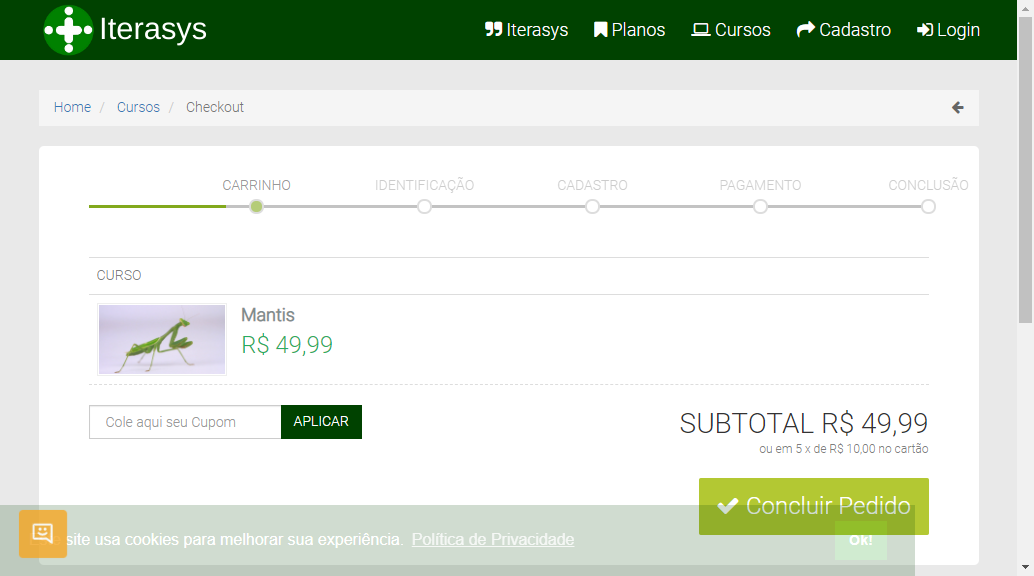 Iterasys
Iterasys Planos Cursos Cadastro Login
Home / Cursos / Checkout
CARRINHO IDENTIFICAÇÃO CADASTRO PAGAMENTO CONCLUSÃO
CURSO
Mantis
R$ 49,99
Cole aqui seu Cupom APLICAR
SUBTOTAL R$ 49,99
ou em 5 x de R$ 10,00 no cartão
Concluir Pedido
site usa cookies para melhorar sua experiência. Política de Privacidade
Ok!